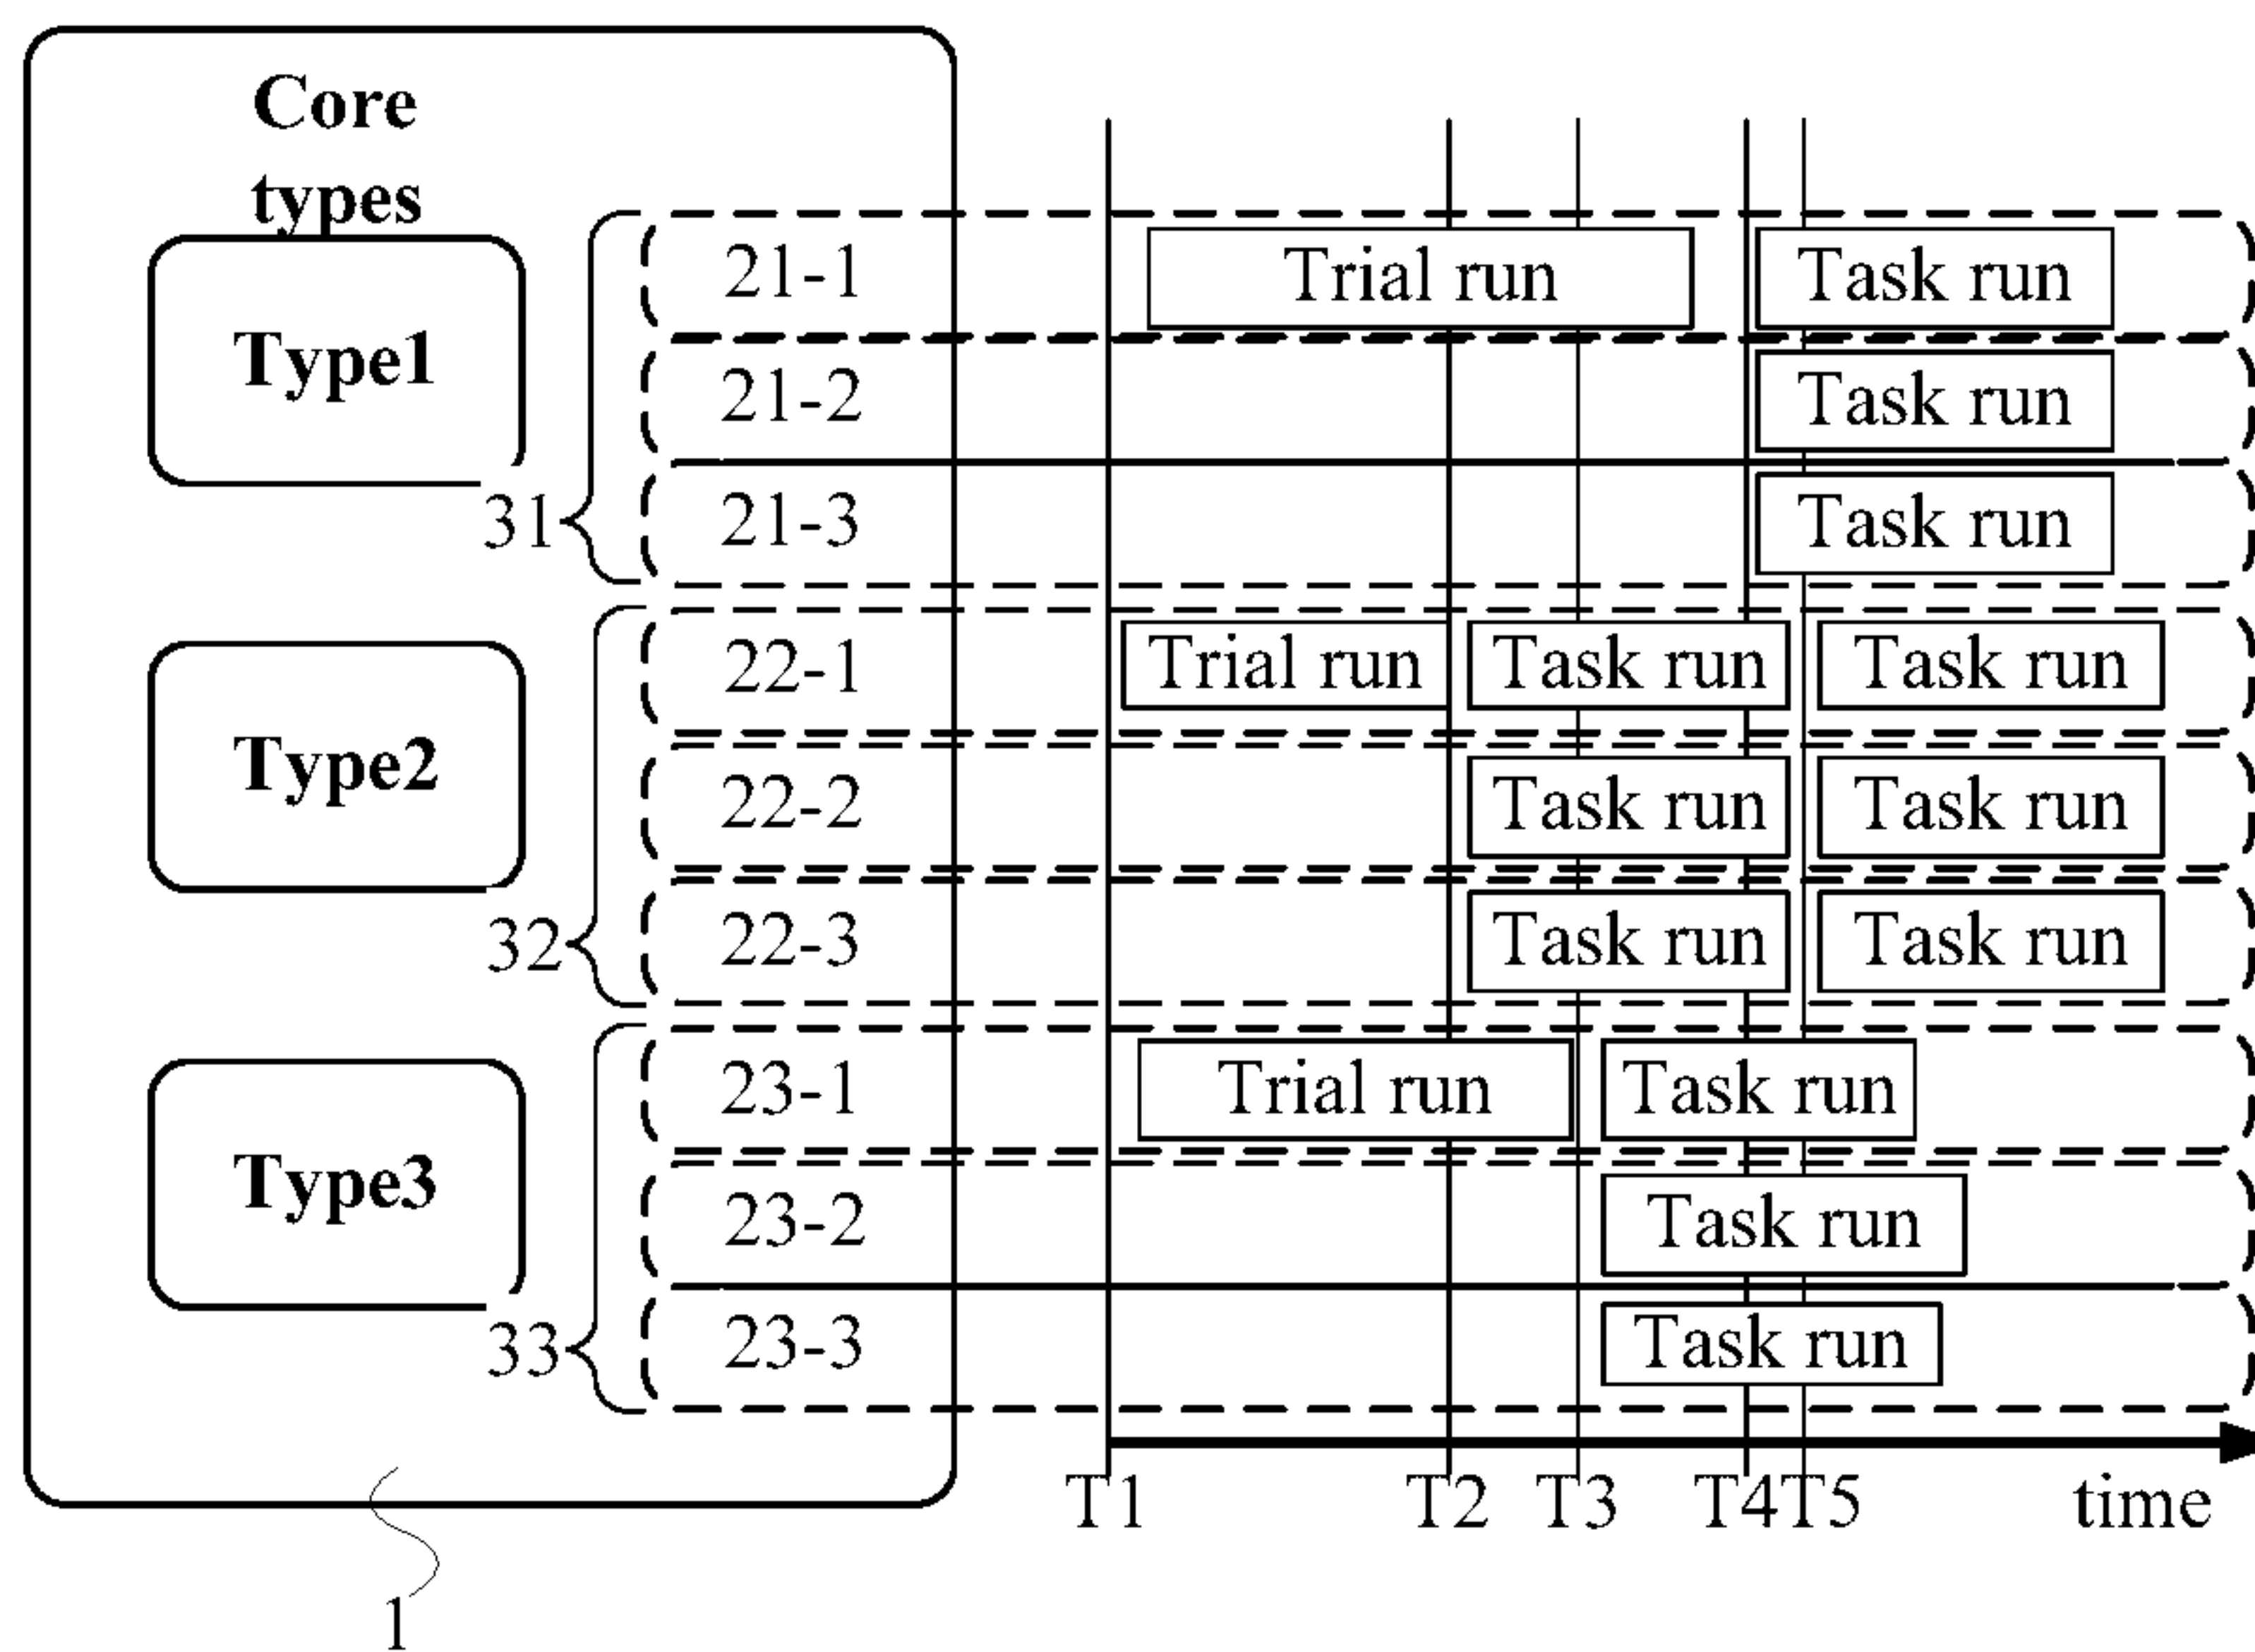 Core
types
Type1
31
21-1 Trial run Task run
21-2 Task run
21-3 Task run
Type2
32
22-1 Trial run Task run Task run
22-2 Task run Task run
22-3 Task run Task run
Type3
33
23-1 Trial run Task run
23-2 Task run
23-3 Task run
T1 T2 T3 T4 T5 time
1